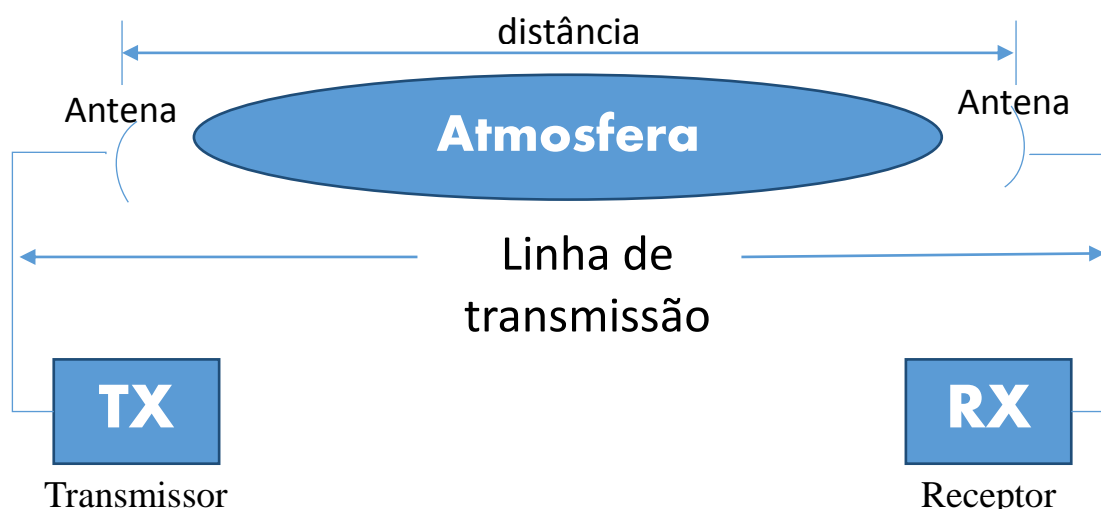 distância
Antena
Atmosfera
Antena
Linha de
transmissão
TX
RX
Transmissor
Receptor